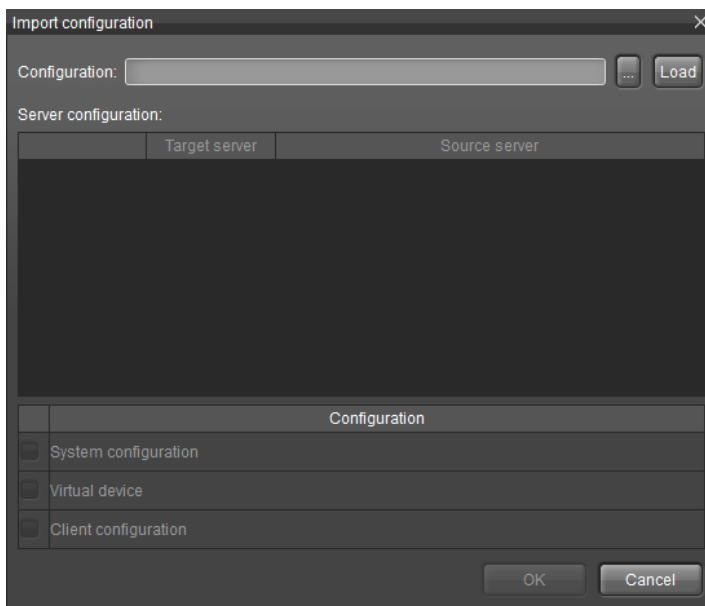 Import configuration
Configuration: ... Load
Server configuration:
Target server Source server
Configuration
System configuration
Virtual device
Client configuration
OK Cancel